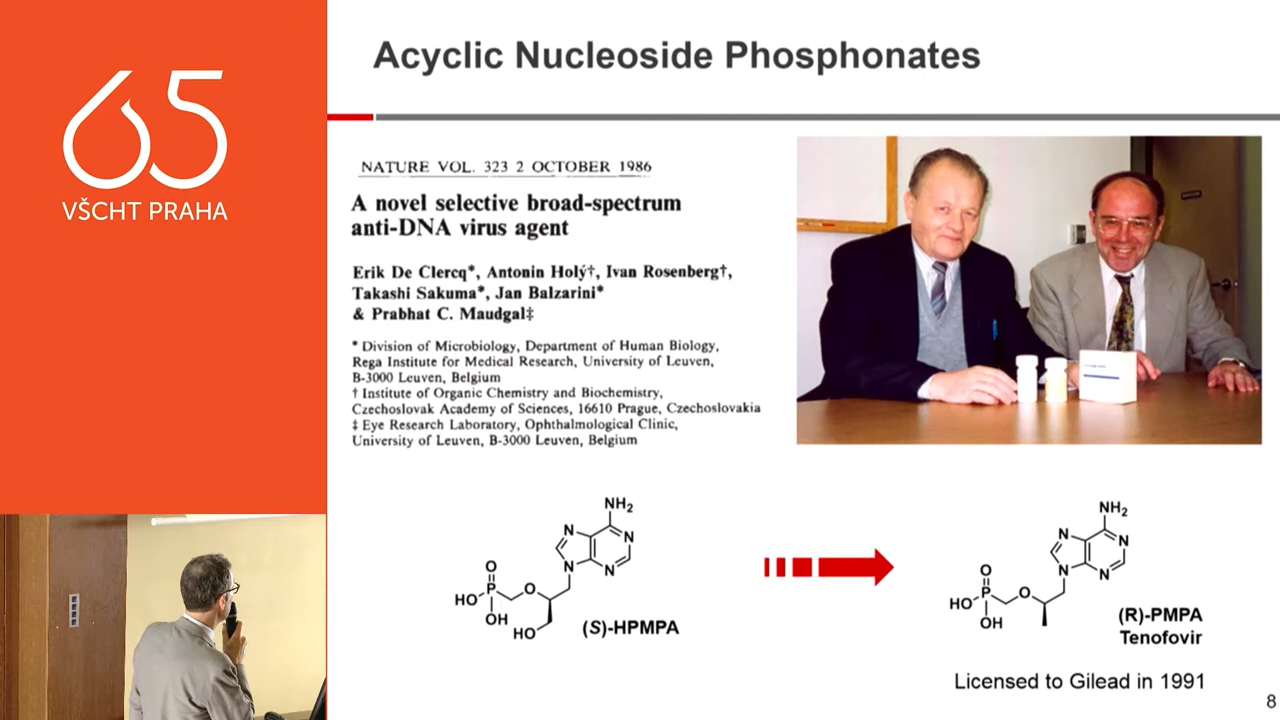 65
VŠCHT PRAHA
Acyclic Nucleoside Phosphonates
NATURE VOL. 323 2 OCTOBER 1986
A novel selective broad-spectrum
anti-DNA virus agent
Erik De Clercq*, Antonin Holý†, Ivan Rosenberg†,
Takashi Sakuma*, Jan Balzarini*
& Prabhat C. Maudgal‡
* Division of Microbiology, Department of Human Biology,
Rega Institute for Medical Research, University of Leuven,
B-3000 Leuven, Belgium
† Institute of Organic Chemistry and Biochemistry,
Czechoslovak Academy of Sciences, 16610 Prague, Czechoslovakia
‡ Eye Research Laboratory, Ophthalmological Clinic,
University of Leuven, B-3000 Leuven, Belgium
NH₂
N
N
N
N
O
HO
P
O
OH
HO
(S)-HPMPA
NH₂
N
N
N
N
O
HO
P
O
OH
(R)-PMPA
Tenofovir
Licensed to Gilead in 1991
8